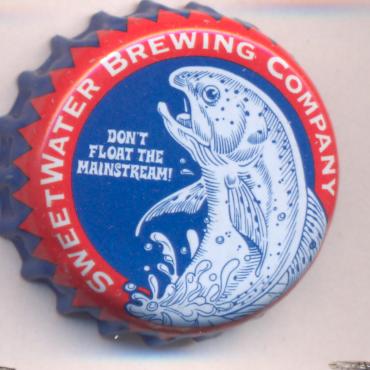 SWEETWATER BREWING COMPANY
DON'T
FLOAT THE
MAINSTREAM!